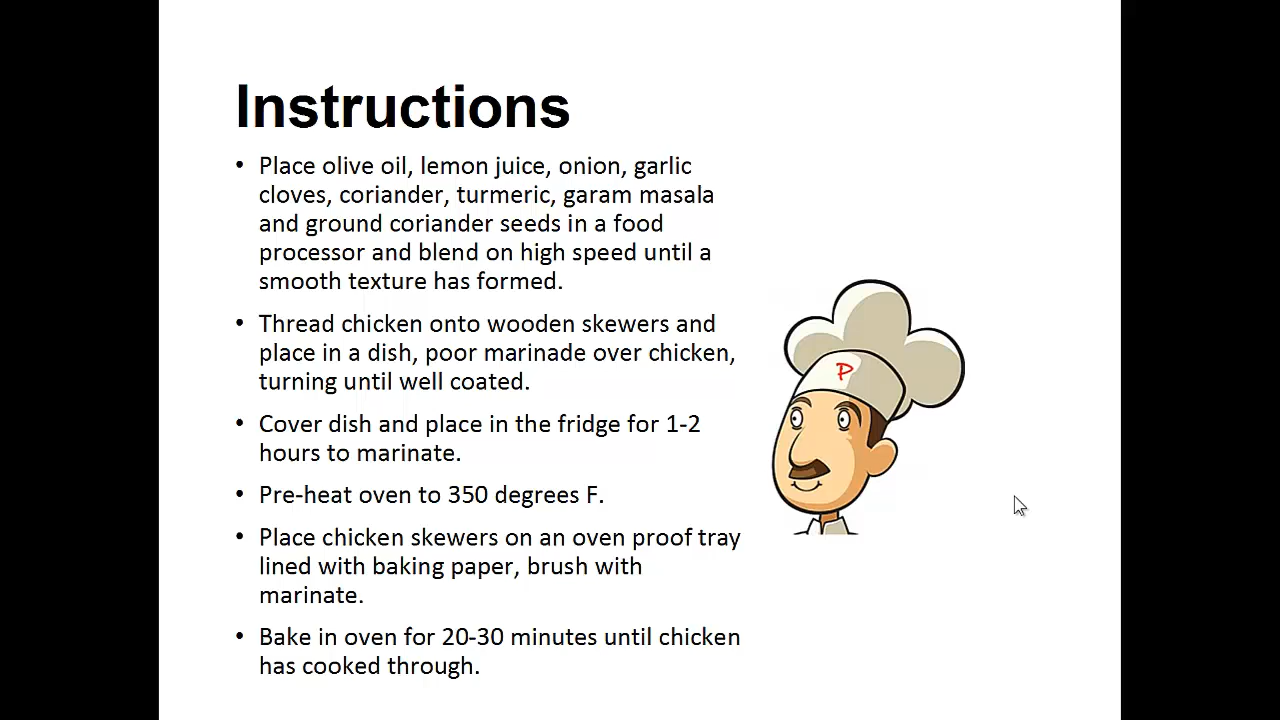 Instructions
• Place olive oil, lemon juice, onion, garlic
cloves, coriander, turmeric, garam masala
and ground coriander seeds in a food
processor and blend on high speed until a
smooth texture has formed.
• Thread chicken onto wooden skewers and
place in a dish, poor marinade over chicken,
turning until well coated.
• Cover dish and place in the fridge for 1-2
hours to marinate.
• Pre-heat oven to 350 degrees F.
• Place chicken skewers on an oven proof tray
lined with baking paper, brush with
marinate.
• Bake in oven for 20-30 minutes until chicken
has cooked through.
P